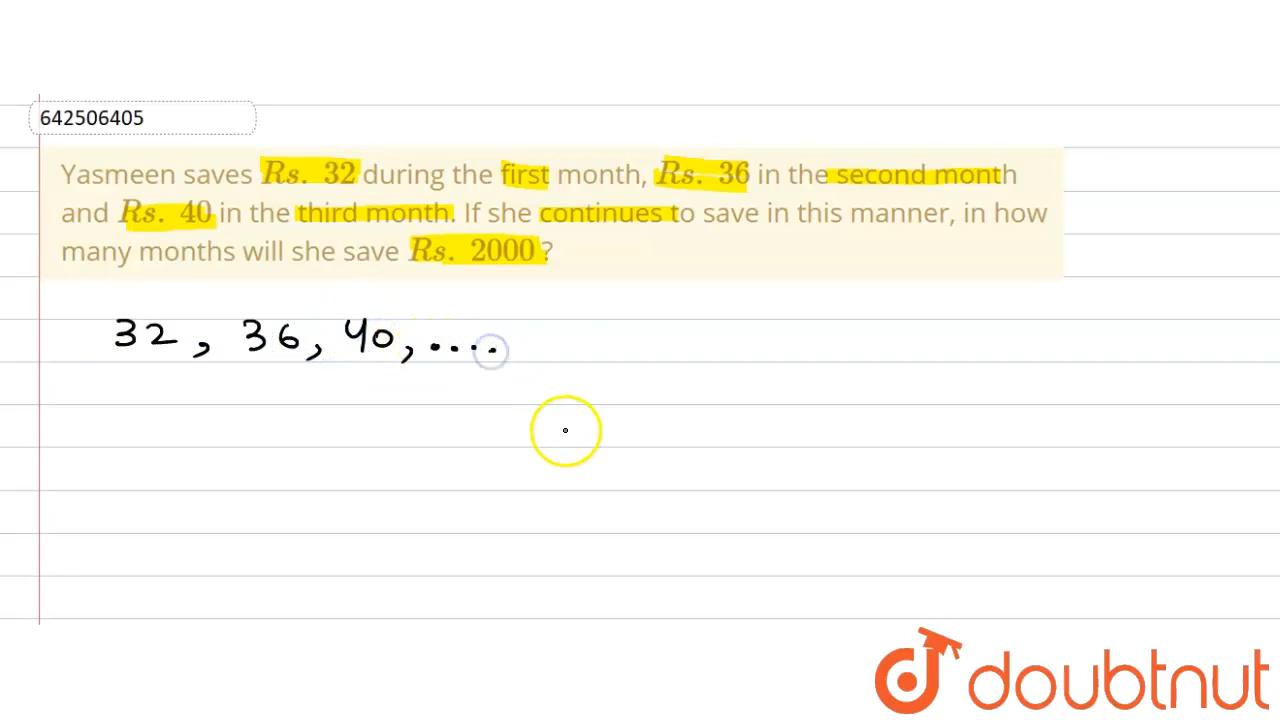 642506405
Yasmeen saves Rs. 32 during the first month, Rs. 36 in the second month
and Rs. 40 in the third month. If she continues to save in this manner, in how
many months will she save Rs. 2000 ?
32 , 36, 40, ....
doubtnut